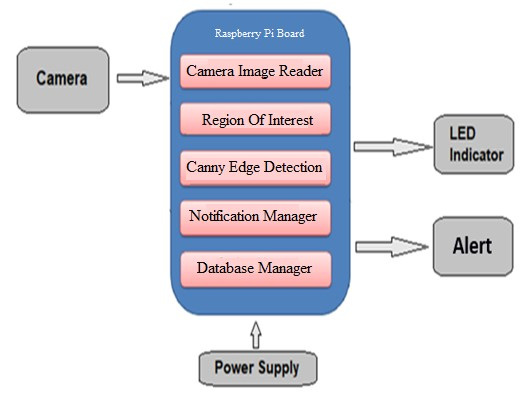 Raspberry Pi Board
Camera
Camera Image Reader
Region Of Interest
Canny Edge Detection
Notification Manager
Database Manager
LED
Indicator
Alert
Power Supply